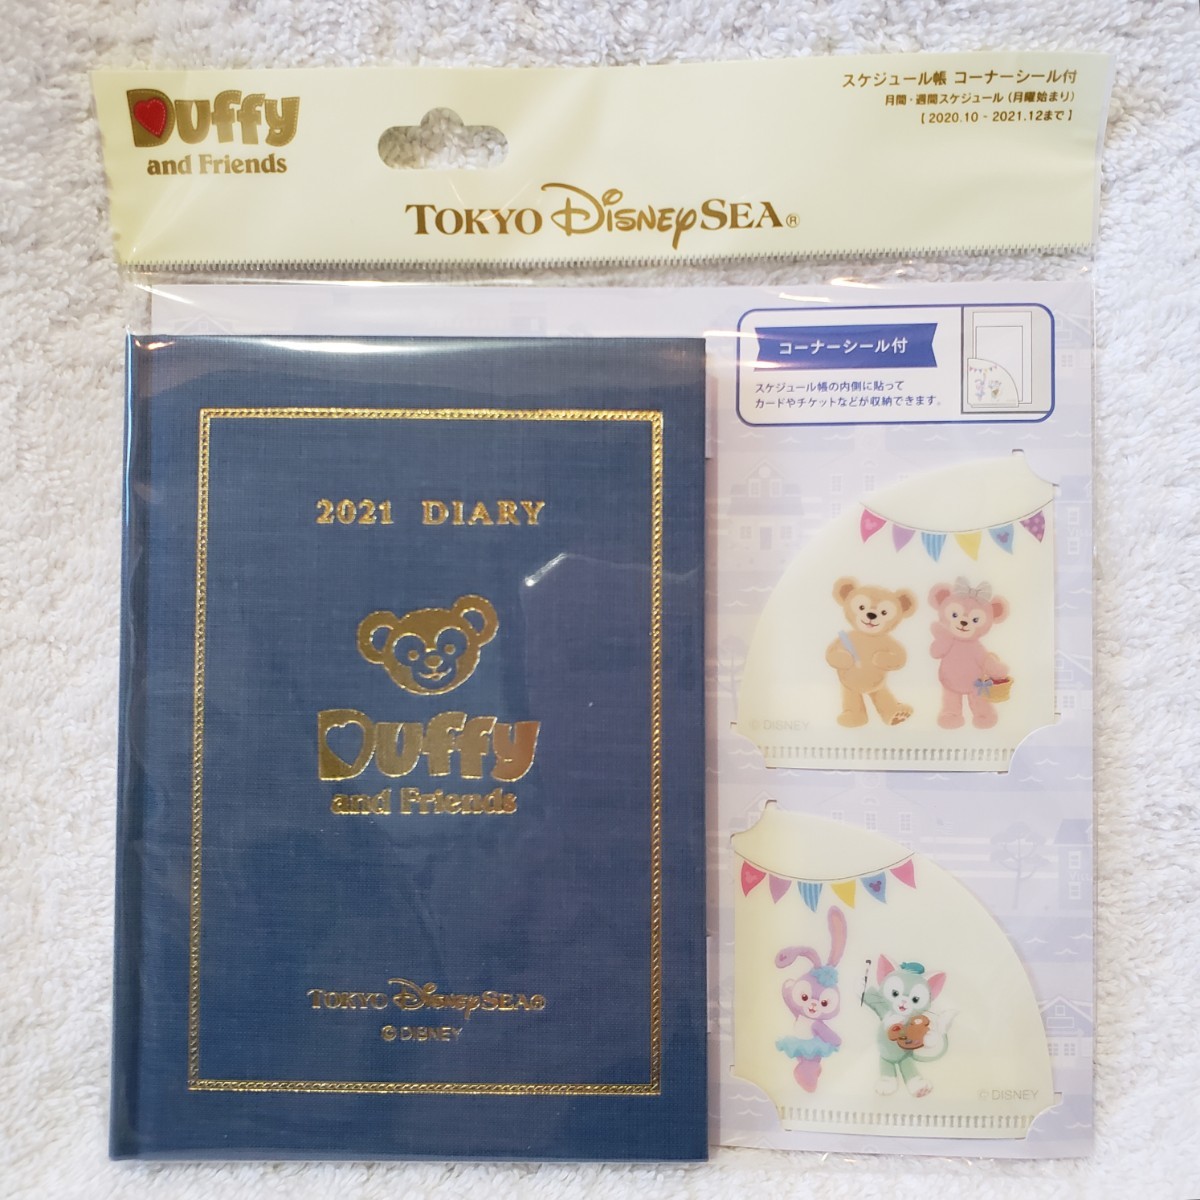 Duffy
and Friends
スケジュール帳 コーナーシール付
月間・週間スケジュール (月曜始まり)
[ 2020.10 - 2021.12まで ]
TOKYO DISNEY SEA®
コーナーシール付
スケジュール帳の内側に貼って
カードやチケットなどが収納できます。
2021 DIARY
Duffy
and Friends
TOKYO DISNEY SEA®
© DISNEY
© DISNEY
© DISNEY